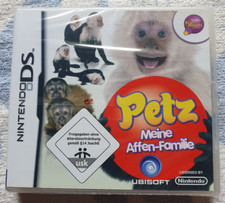 NINTENDO DS
Petz
Meine
Affen-Familie
Freigegeben ohne
Altersbeschränkung
gemäß §14 JuSchG
usk
UBISOFT
LICENSED BY
Nintendo